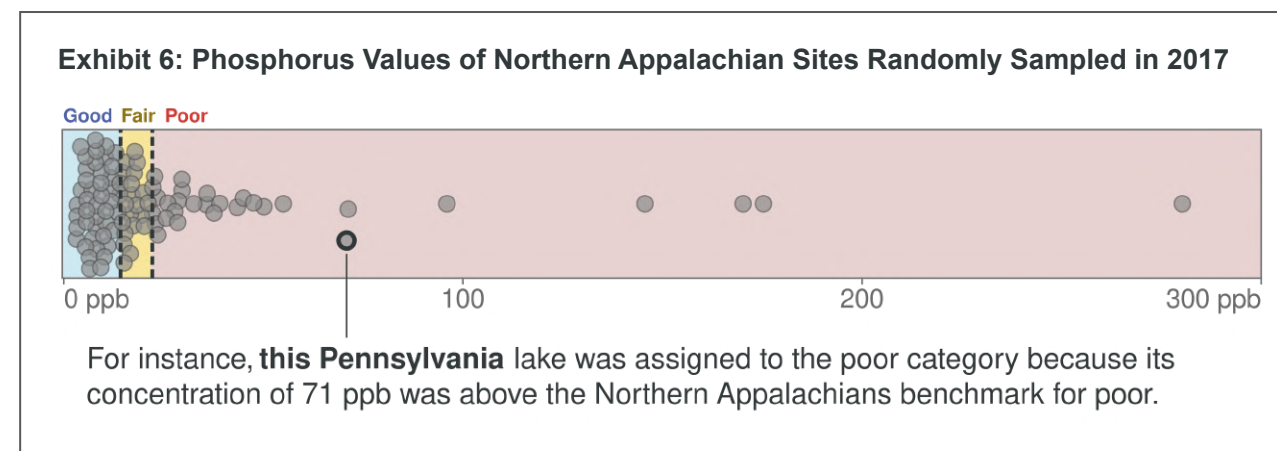 Exhibit 6: Phosphorus Values of Northern Appalachian Sites Randomly Sampled in 2017
Good Fair Poor
0 ppb 100 200 300 ppb
For instance, this Pennsylvania lake was assigned to the poor category because its
concentration of 71 ppb was above the Northern Appalachians benchmark for poor.